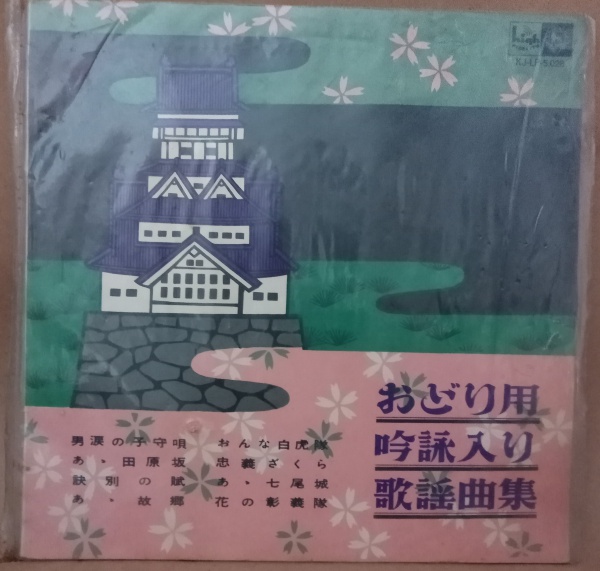 high
おどり用
吟詠入り
歌謡曲集
男涙の子守唄 おんな白虎隊
あゝ田原坂 忠義ざくら
訣別の賦 あゝ七尾城
あゝ故郷 花の彰義隊